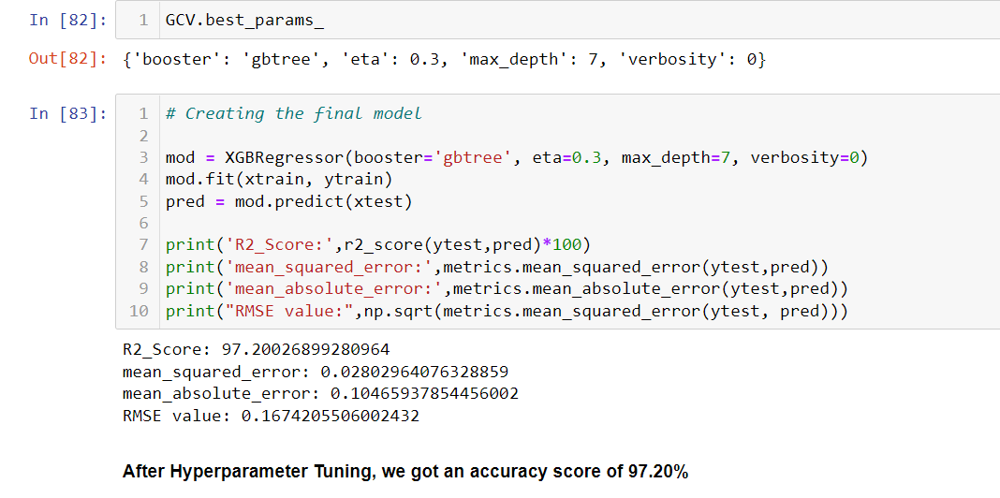 In [82]: 1 GCV.best_params_
Out[82]: {'booster': 'gbtree', 'eta': 0.3, 'max_depth': 7, 'verbosity': 0}
In [83]: 1 # Creating the final model
2
3 mod = XGBRegressor(booster='gbtree', eta=0.3, max_depth=7, verbosity=0)
4 mod.fit(xtrain, ytrain)
5 pred = mod.predict(xtest)
6
7 print('R2_Score:',r2_score(ytest,pred)*100)
8 print('mean_squared_error:',metrics.mean_squared_error(ytest,pred))
9 print('mean_absolute_error:',metrics.mean_absolute_error(ytest,pred))
10 print("RMSE value:",np.sqrt(metrics.mean_squared_error(ytest, pred)))
R2_Score: 97.20026899280964
mean_squared_error: 0.02802964076328859
mean_absolute_error: 0.10465937854456002
RMSE value: 0.1674205506002432
After Hyperparameter Tuning, we got an accuracy score of 97.20%